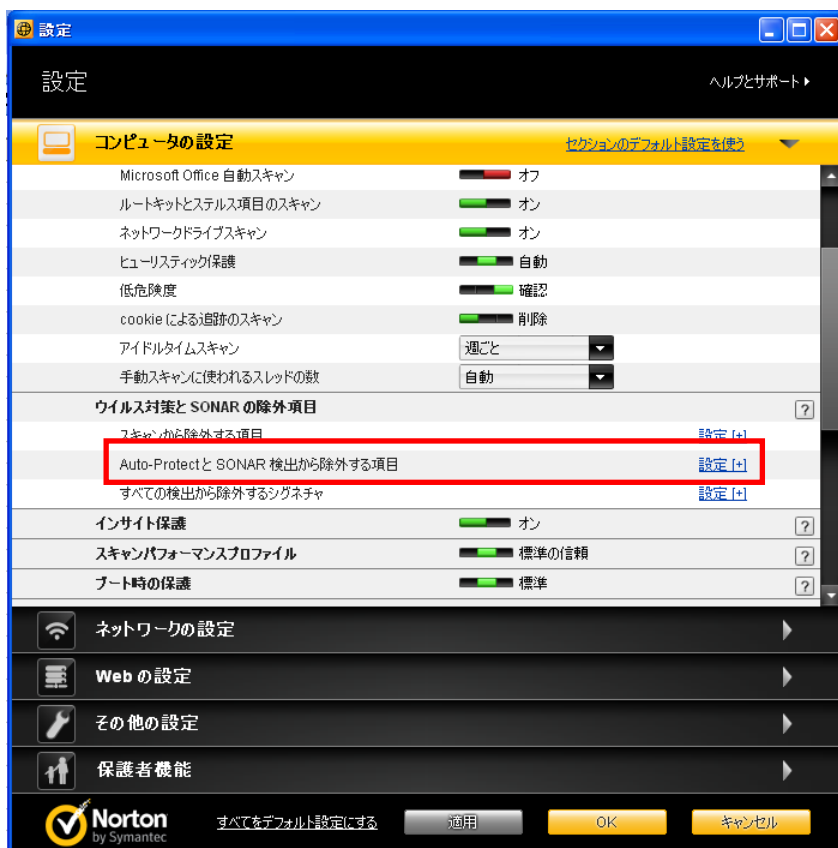 設定
設定
ヘルプとサポート
コンピュータの設定 セクションのデフォルト設定を使う
Microsoft Office 自動スキャン オフ
ルートキットとステルス項目のスキャン オン
ネットワークドライブスキャン オン
ヒューリスティック保護 自動
低危険度 確認
cookie による追跡のスキャン 削除
アイドルタイムスキャン 週ごと
手動スキャンに使われるスレッドの数 自動
ウイルス対策と SONAR の除外項目 ?
スキャンから除外する項目 設定 [+]
Auto-Protectと SONAR 検出から除外する項目 設定 [+]
すべての検出から除外するシグネチャ 設定 [+]
インサイト保護 オン ?
スキャンパフォーマンスプロファイル 標準の信頼 ?
ブート時の保護 標準 ?
ネットワークの設定
Web の設定
その他の設定
保護者機能
Norton
by Symantec
すべてをデフォルト設定にする 適用 OK キャンセル